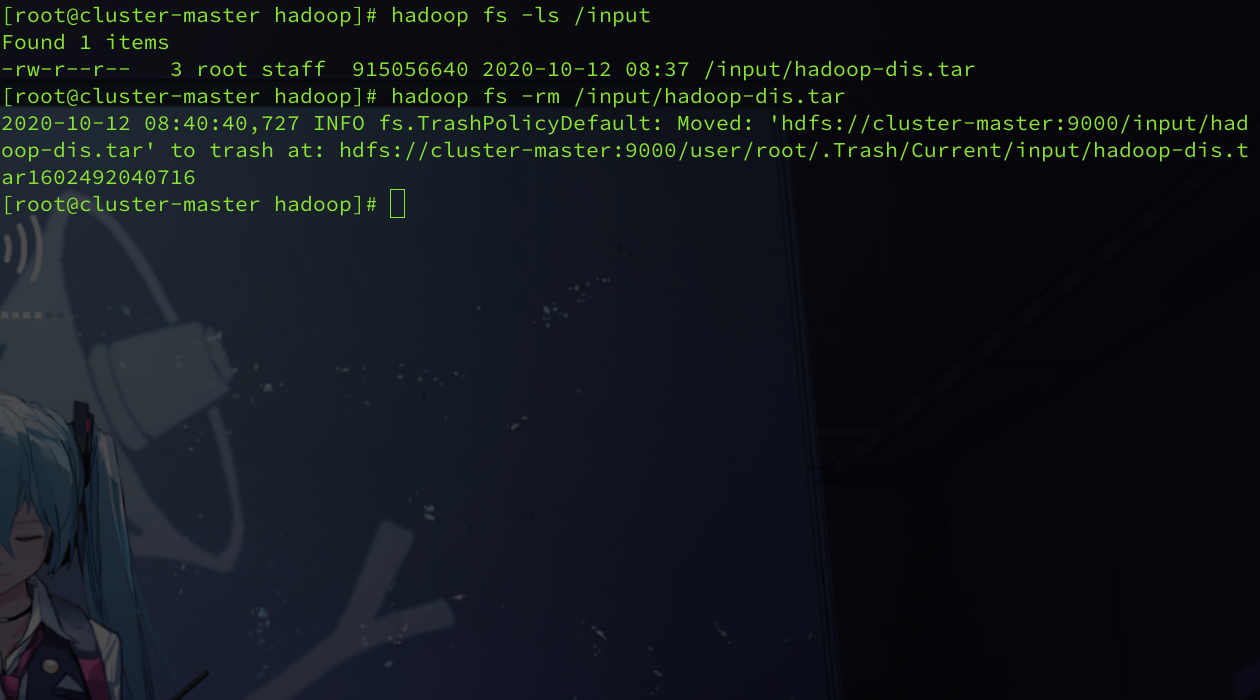 [root@cluster-master hadoop]# hadoop fs -ls /input
Found 1 items
-rw-r--r--   3 root staff  915056640 2020-10-12 08:37 /input/hadoop-dis.tar
[root@cluster-master hadoop]# hadoop fs -rm /input/hadoop-dis.tar
2020-10-12 08:40:40,727 INFO fs.TrashPolicyDefault: Moved: 'hdfs://cluster-master:9000/input/had
oop-dis.tar' to trash at: hdfs://cluster-master:9000/user/root/.Trash/Current/input/hadoop-dis.t
ar1602492040716
[root@cluster-master hadoop]#